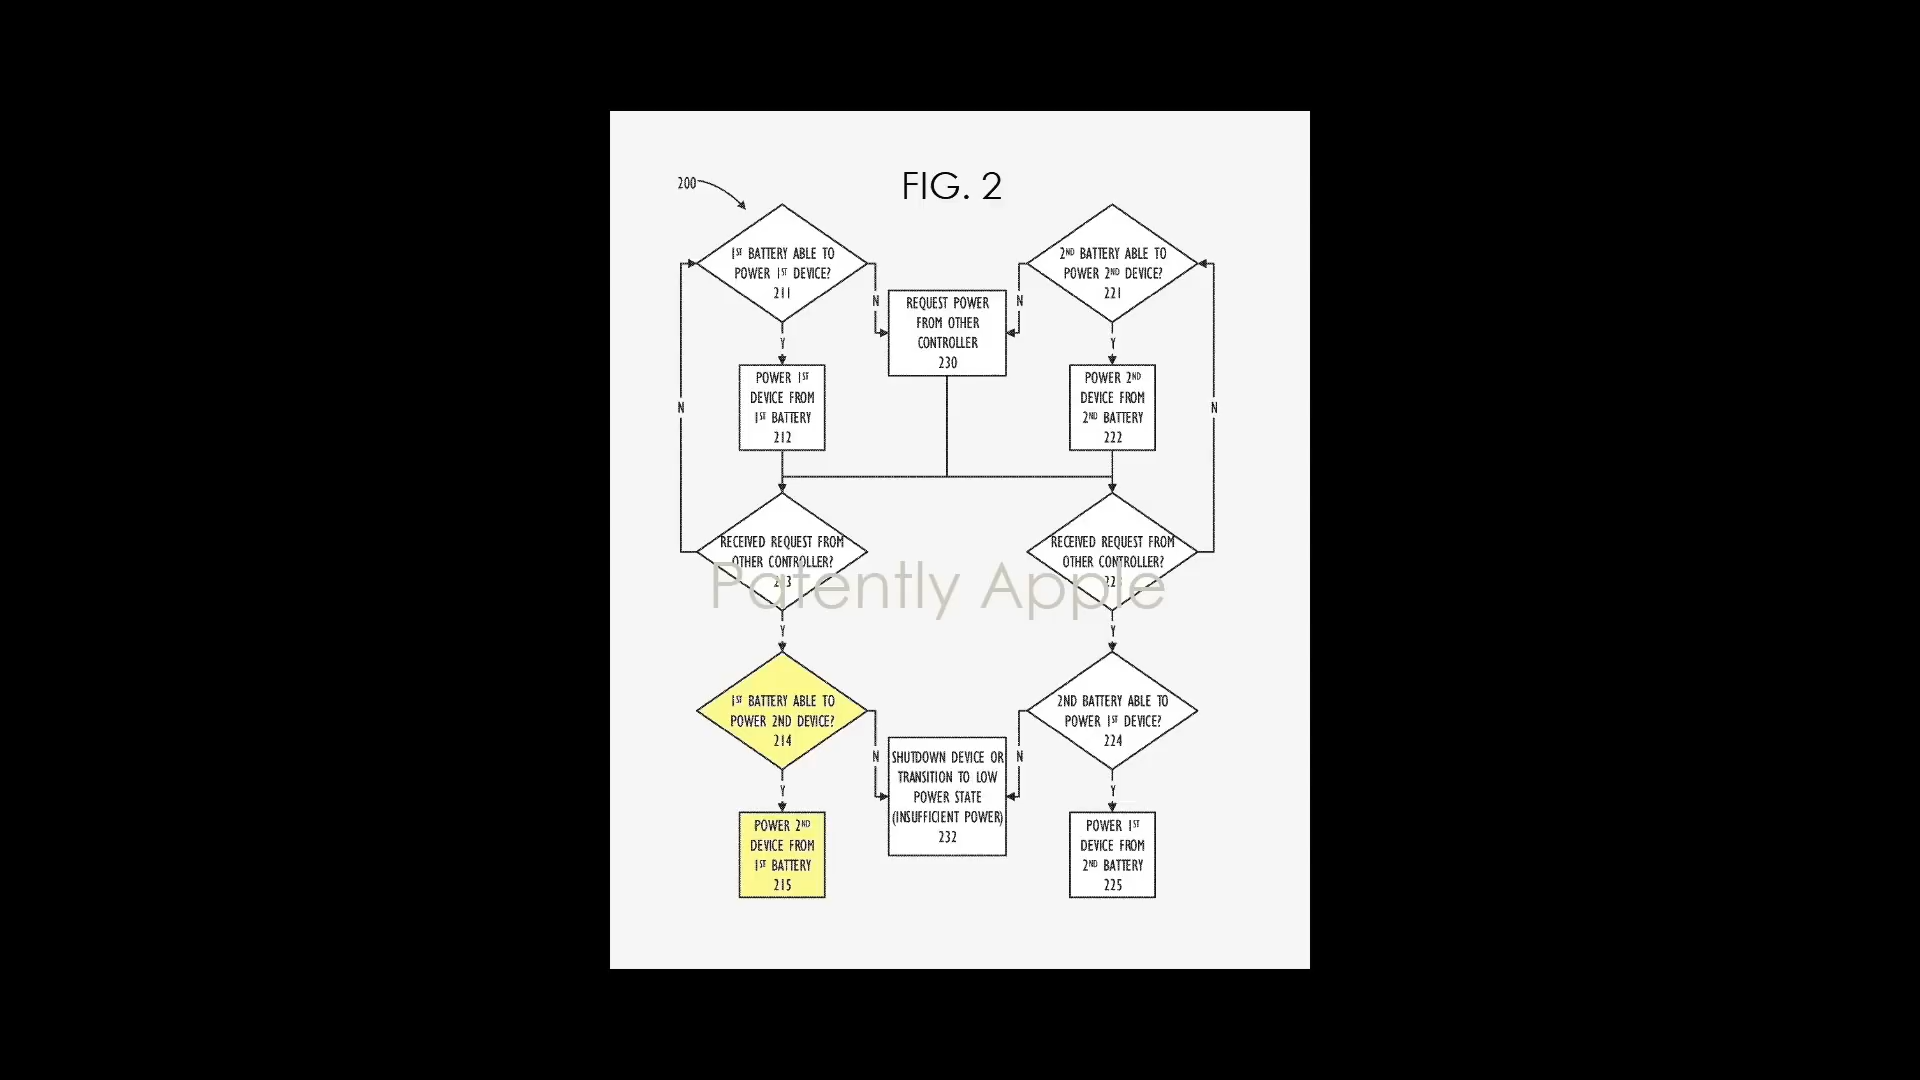 FIG. 2
200
1ST BATTERY ABLE TO
POWER 1ST DEVICE?
211
2ND BATTERY ABLE TO
POWER 2ND DEVICE?
221
N
REQUEST POWER
FROM OTHER
CONTROLLER
230
N
Y
Y
POWER 1ST
DEVICE FROM
1ST BATTERY
212
POWER 2ND
DEVICE FROM
2ND BATTERY
222
N
N
RECEIVED REQUEST FROM
OTHER CONTROLLER?
RECEIVED REQUEST FROM
OTHER CONTROLLER?
Patently Apple
Y
Y
1ST BATTERY ABLE TO
POWER 2ND DEVICE?
214
2ND BATTERY ABLE TO
POWER 1ST DEVICE?
224
N
SHUTDOWN DEVICE OR
TRANSITION TO LOW
POWER STATE
(INSUFFICIENT POWER)
232
N
Y
Y
POWER 2ND
DEVICE FROM
1ST BATTERY
215
POWER 1ST
DEVICE FROM
2ND BATTERY
225